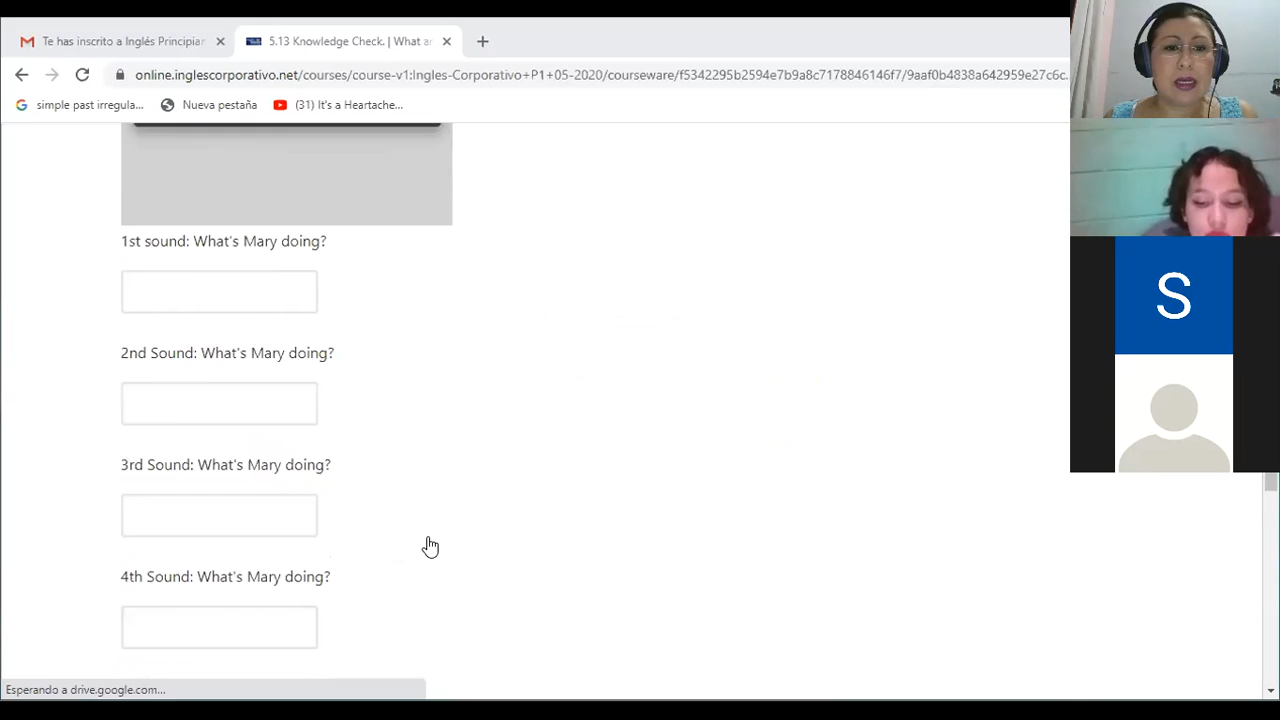 Te has inscrito a Inglés Principian
5.13 Knowledge Check. | What ar
online.inglescorporativo.net/courses/course-v1:Ingles-Corporativo+P1+05-2020/courseware/f5342295b2594e7b9a8c7178846146f7/9aaf0b4838a642959e27c6c.
simple past irregula...
Nueva pestaña
(31) It's a Heartache...
1st sound: What's Mary doing?
2nd Sound: What's Mary doing?
3rd Sound: What's Mary doing?
4th Sound: What's Mary doing?
Esperando a drive.google.com...
S